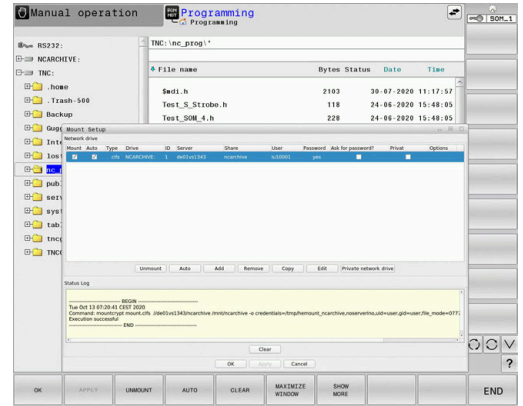 Manual operation
Programming
Programming
SOM_1
RS232:
NCARCHIVE:
TNC:
.home
.Trash-500
Backup
TNC:\nc_prog\*
File name Bytes Status Date Time
$mdi.h 2103 30-07-2020 11:17:57
Test_S_Strobe.h 118 24-06-2020 15:48:05
Test_SOM_4.h 228 24-06-2020 15:48:05
Mount Setup
Network drive
Mount Auto Type Drive ID Server Share User Password Ask for password? Privat Options
cifs NCARCHIVE: 1 de01vs1343 ncarchive yes
Unmount Auto Add Remove Copy Edit Private network drive
Status Log
BEGIN
Tue Oct 13 07:20:41 CEST 2020
Execution successful
END
Clear
OK Apply Cancel
OK APPLY UNMOUNT AUTO CLEAR MAXIMIZE WINDOW SHOW MORE END